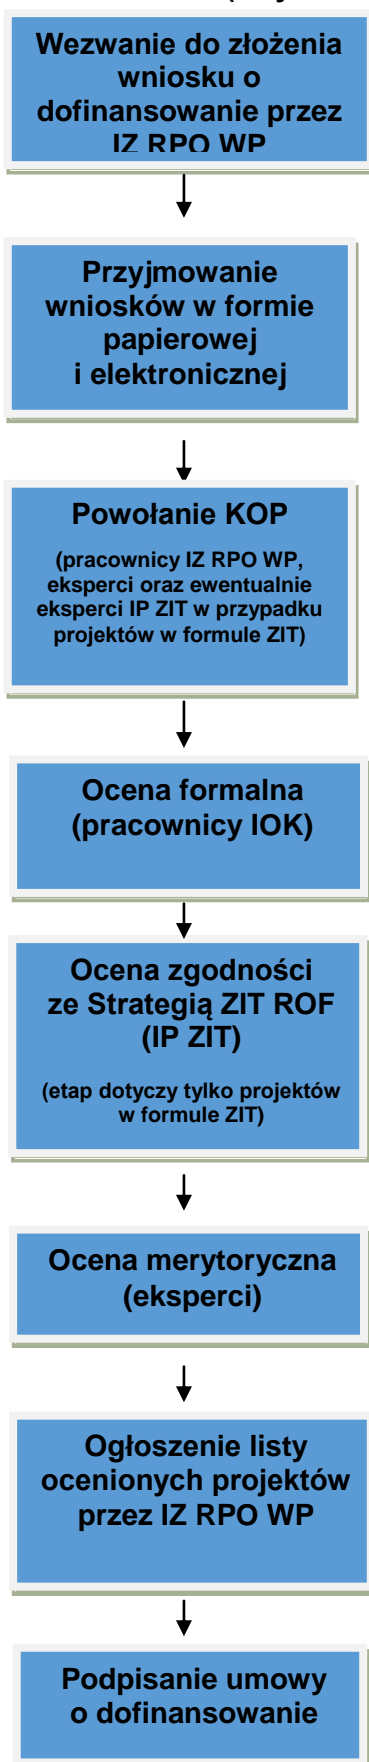 Wezwanie do złożenia
wniosku o
dofinansowanie przez
IZ RPO WP
Przyjmowanie
wniosków w formie
papierowej
i elektronicznej
Powołanie KOP
(pracownicy IZ RPO WP,
eksperci oraz ewentualnie
eksperci IP ZIT w przypadku
projektów w formule ZIT)
Ocena formalna
(pracownicy IOK)
Ocena zgodności
ze Strategią ZIT ROF
(IP ZIT)
(etap dotyczy tylko projektów
w formule ZIT)
Ocena merytoryczna
(eksperci)
Ogłoszenie listy
ocenionych projektów
przez IZ RPO WP
Podpisanie umowy
o dofinansowanie